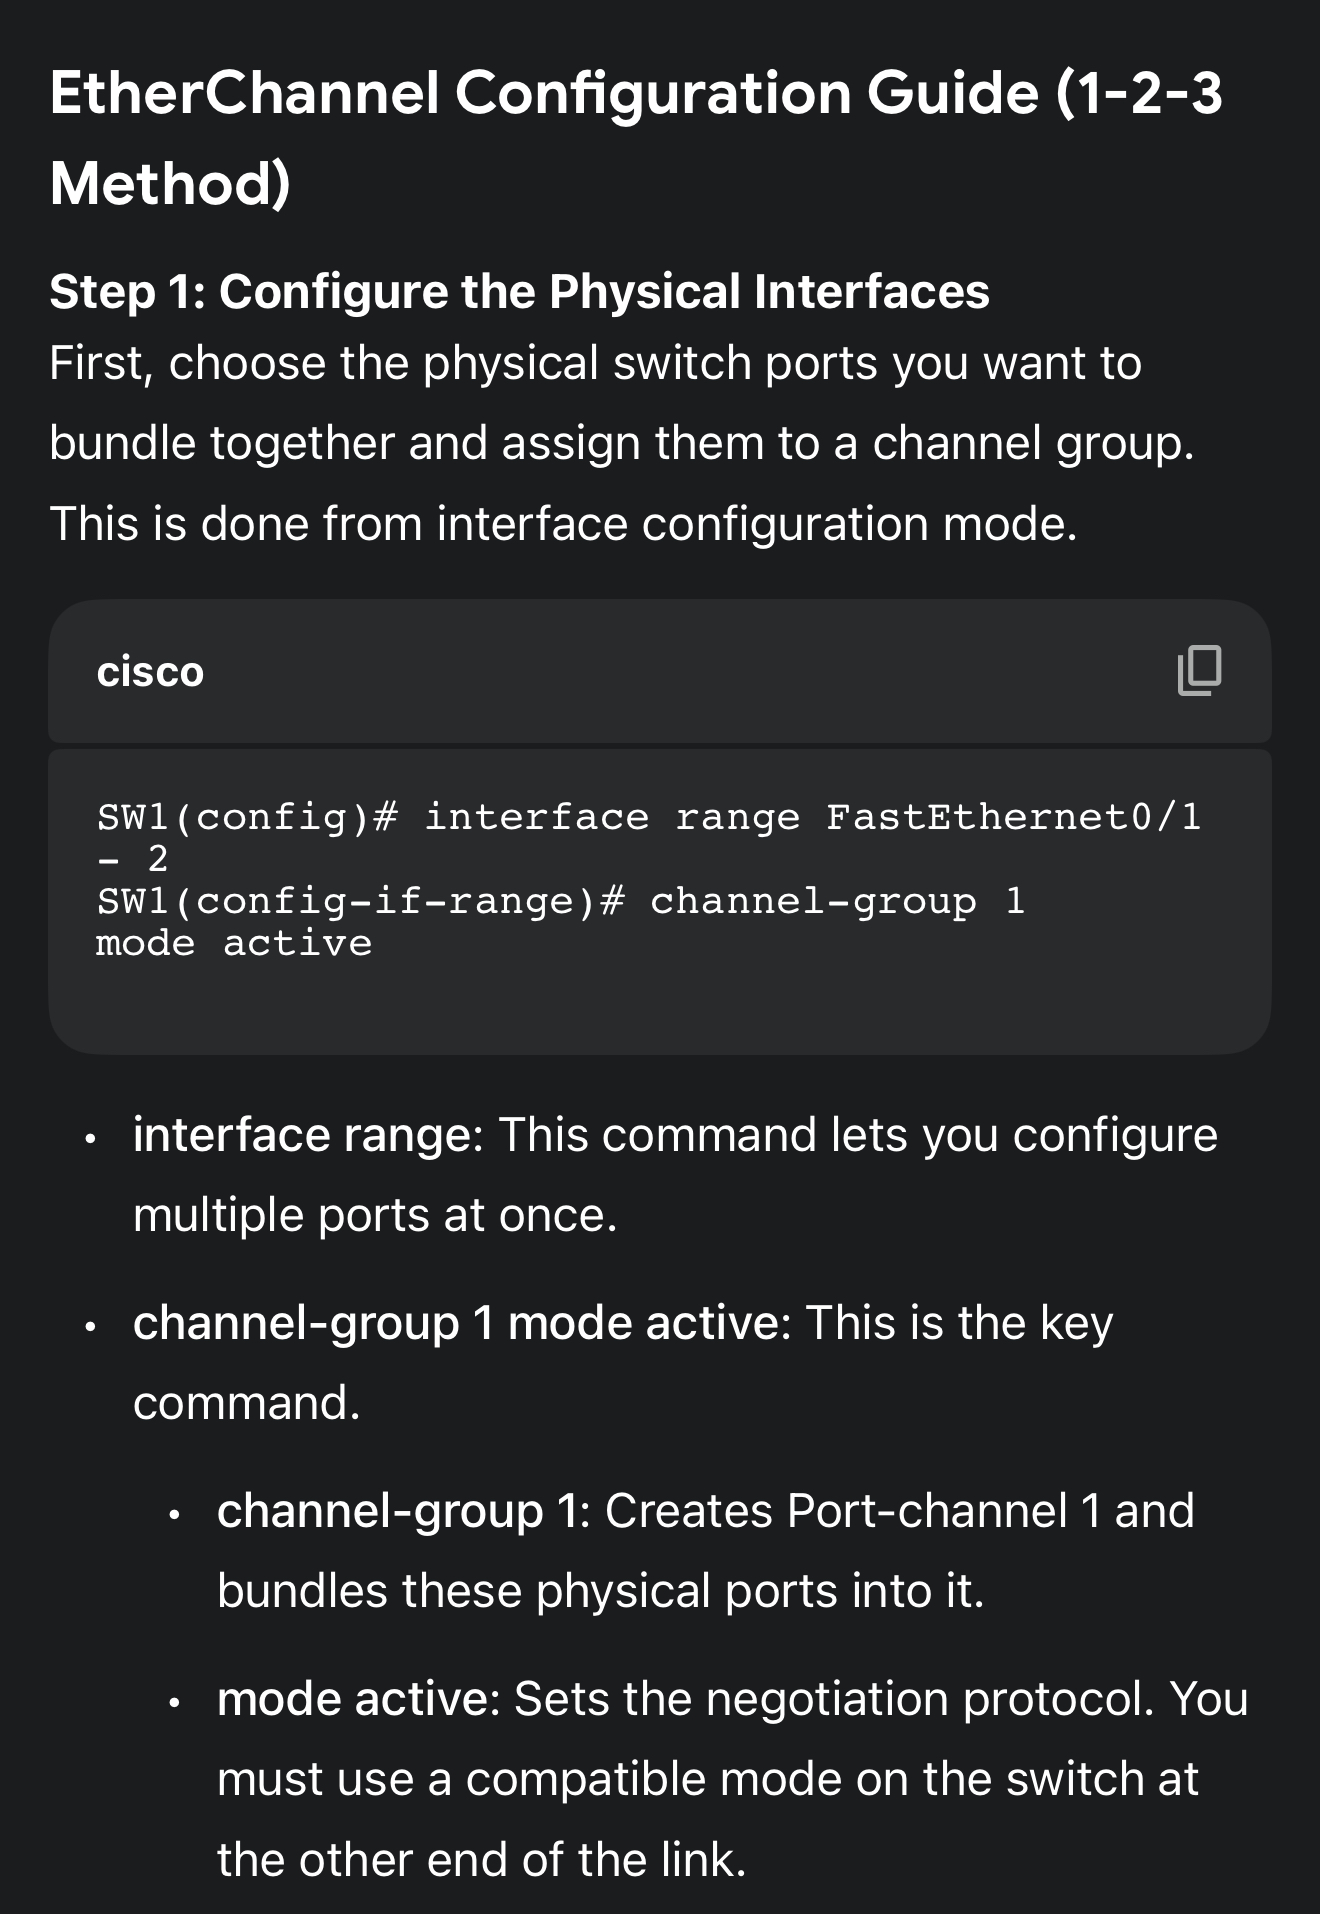 EtherChannel Configuration Guide (1-2-3
Method)
Step 1: Configure the Physical Interfaces
First, choose the physical switch ports you want to
bundle together and assign them to a channel group.
This is done from interface configuration mode.
cisco
SW1(config)# interface range FastEthernet0/1
- 2
SW1(config-if-range)# channel-group 1
mode active
• interface range: This command lets you configure
multiple ports at once.
• channel-group 1 mode active: This is the key
command.
• channel-group 1: Creates Port-channel 1 and
bundles these physical ports into it.
• mode active: Sets the negotiation protocol. You
must use a compatible mode on the switch at
the other end of the link.